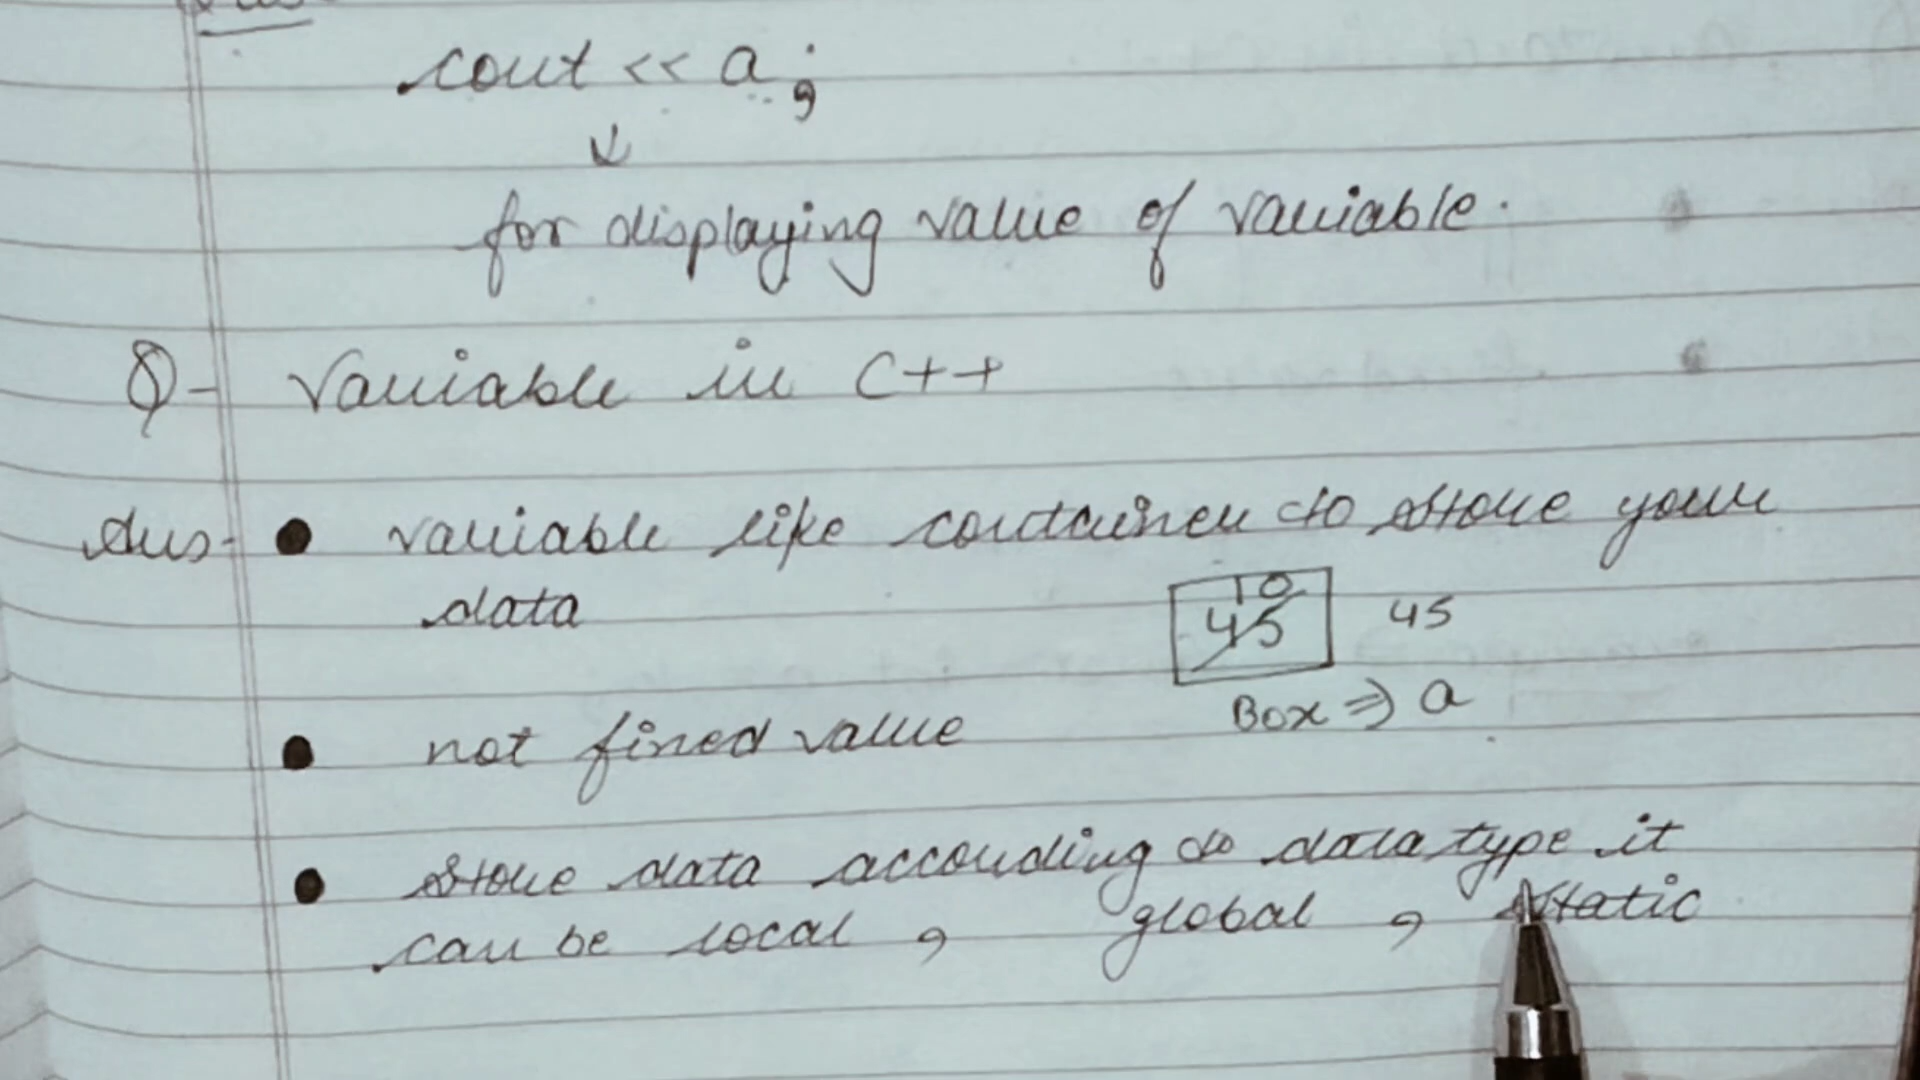 cout << a ;
↓
for displaying value of variable.
Q- Variable in C++
Ans- ● variable like container to store your
data
10
45
45
Box ⇒ a
● not fined value
● store data according to data type it
can be local , global , static